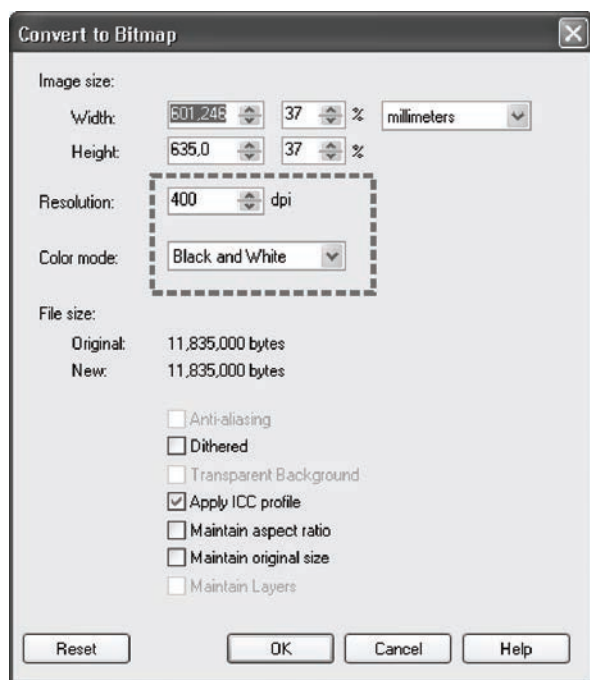 Convert to Bitmap
Image size:
Width: 601,246 37 % millimeters
Height: 635,0 37 %
Resolution: 400 dpi
Color mode: Black and White
File size:
Original: 11,835,000 bytes
New: 11,835,000 bytes
Anti-aliasing
Dithered
Transparent Background
Apply ICC profile
Maintain aspect ratio
Maintain original size
Maintain Layers
Reset OK Cancel Help